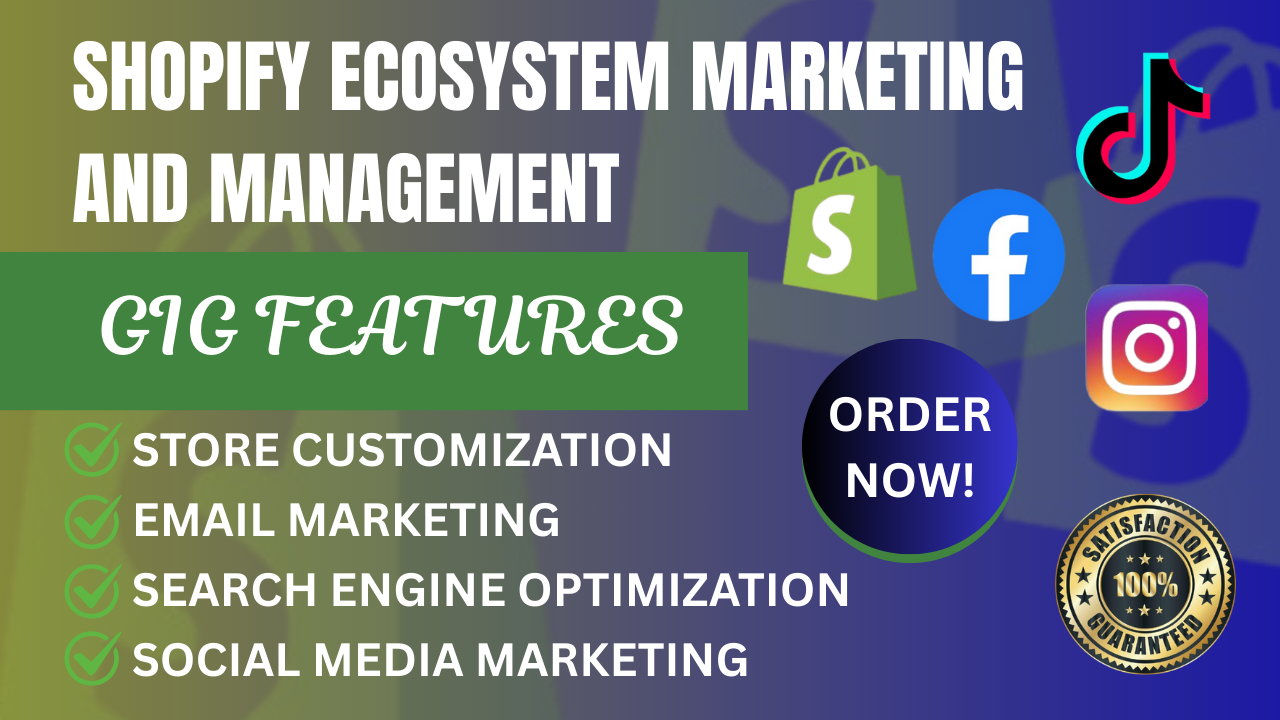 SHOPIFY ECOSYSTEM MARKETING
AND MANAGEMENT
GIG FEATURES
STORE CUSTOMIZATION
EMAIL MARKETING
SEARCH ENGINE OPTIMIZATION
SOCIAL MEDIA MARKETING
ORDER
NOW!
SATISFACTION
100%
GUARANTEED